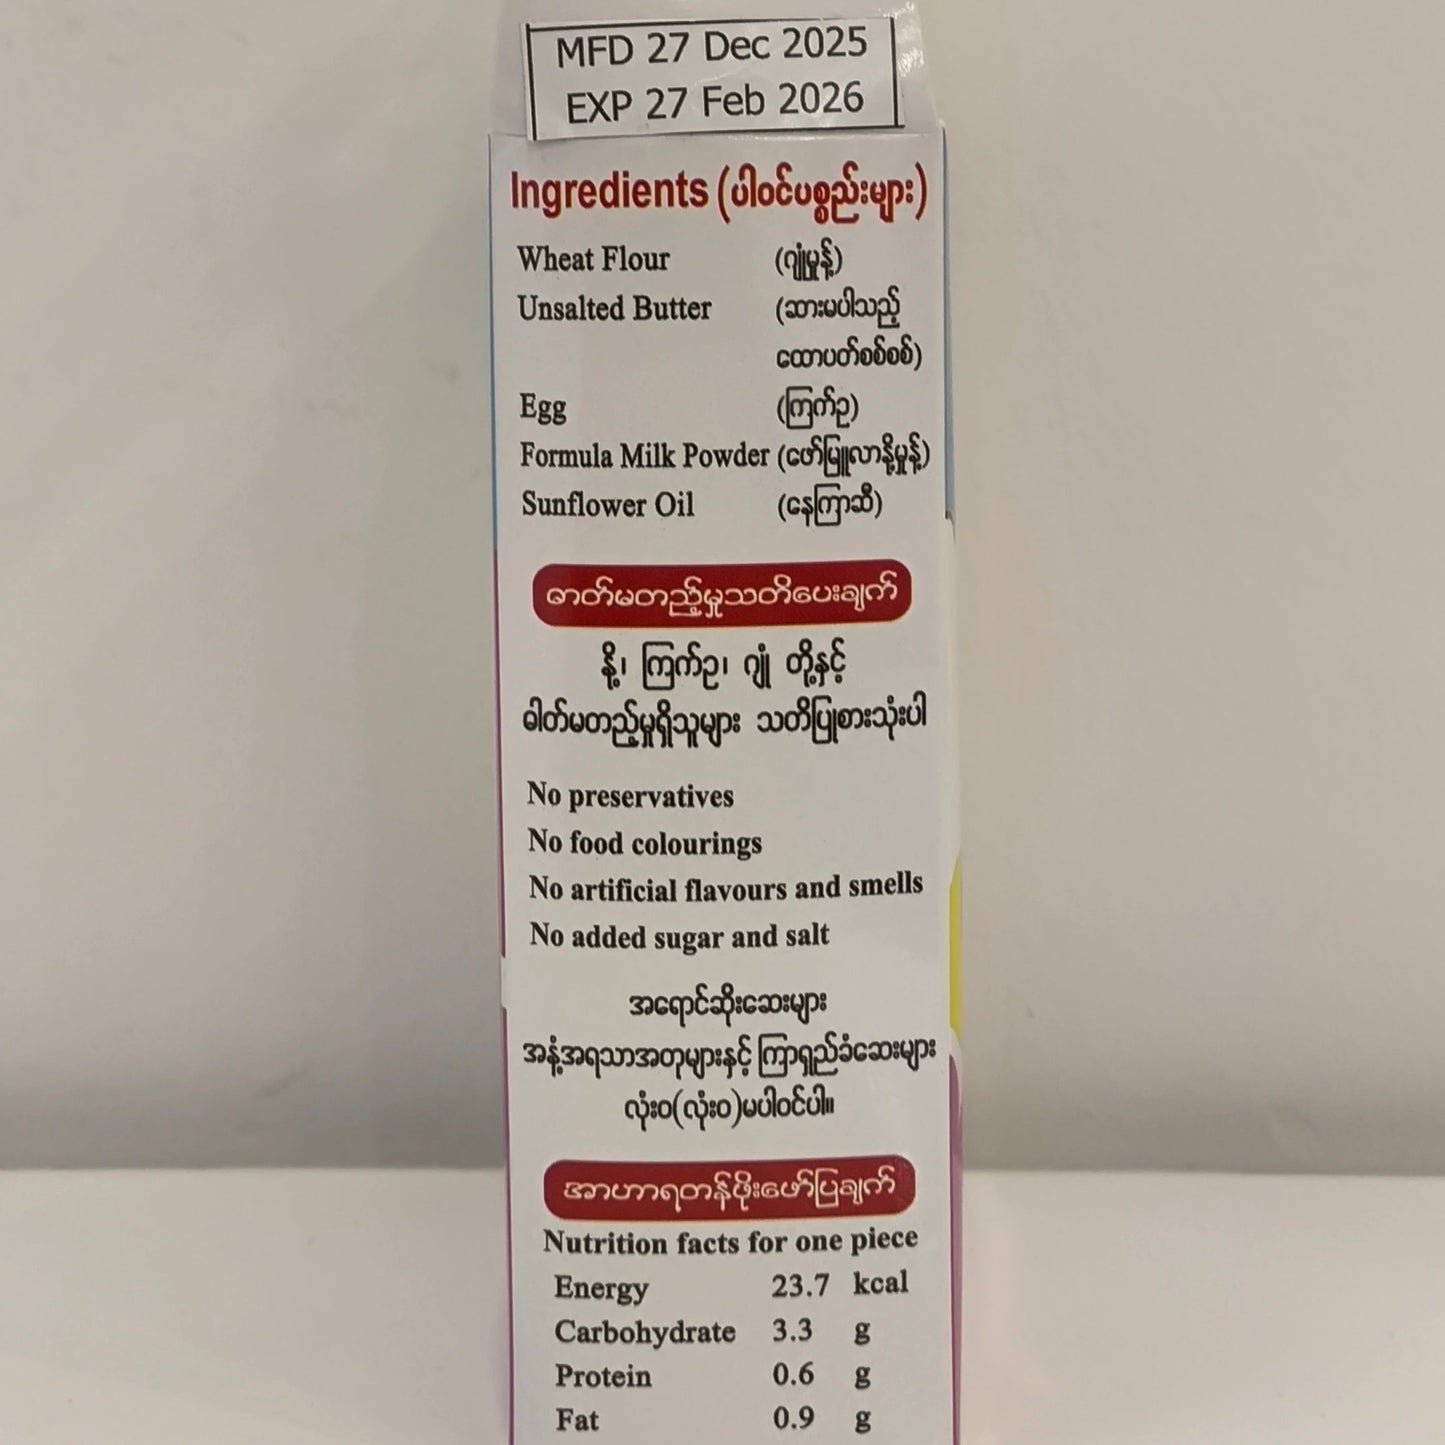 MFD 27 Dec 2025
EXP 27 Feb 2026
Ingredients (ပါဝင်ပစ္စည်းများ)
Wheat Flour (ဂျုံမှုန့်)
Unsalted Butter (ဆားမပါသည့်
ထောပတ်စစ်စစ်)
Egg (ကြက်ဥ)
Formula Milk Powder (ဖော်မြူလာနို့မှုန့်)
Sunflower Oil (နေကြာဆီ)
ဓာတ်မတည့်မှုသတိပေးချက်
နို့၊ ကြက်ဥ၊ ဂျုံ တို့နှင့်
ဓါတ်မတည့်မှုရှိသူများ သတိပြုစားသုံးပါ
No preservatives
No food colourings
No artificial flavours and smells
No added sugar and salt
အရောင်ဆိုးဆေးများ
အနံ့အရသာအတုများနှင့် ကြာရှည်ခံဆေးများ
လုံးဝ(လုံးဝ)မပါဝင်ပါ။
အာဟာရတန်ဖိုးဖော်ပြချက်
Nutrition facts for one piece
Energy 23.7 kcal
Carbohydrate 3.3 g
Protein 0.6 g
Fat 0.9 g